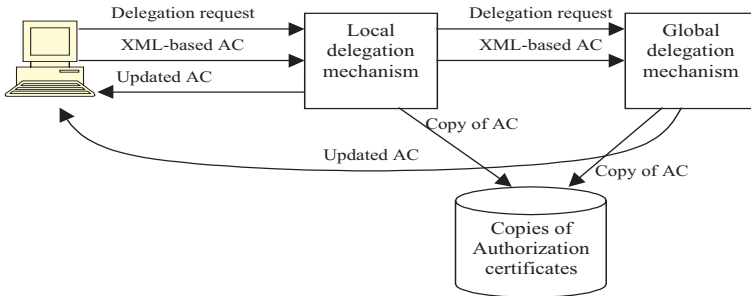 Delegation request
XML-based AC
Updated AC
Local
delegation
mechanism
Delegation request
XML-based AC
Global
delegation
mechanism
Copy of AC
Updated AC
Copy of AC
Copies of
Authorization
certificates